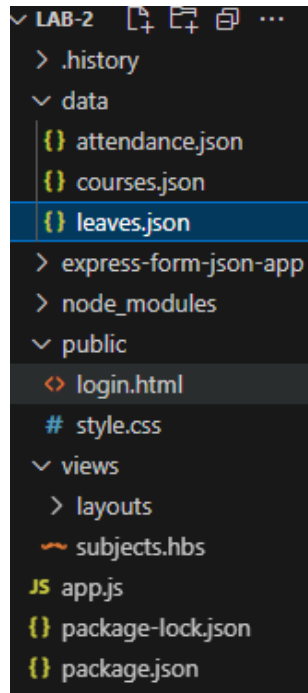 LAB-2
.history
data
{} attendance.json
{} courses.json
{} leaves.json
express-form-json-app
node_modules
public
<> login.html
# style.css
views
layouts
subjects.hbs
JS app.js
{} package-lock.json
{} package.json